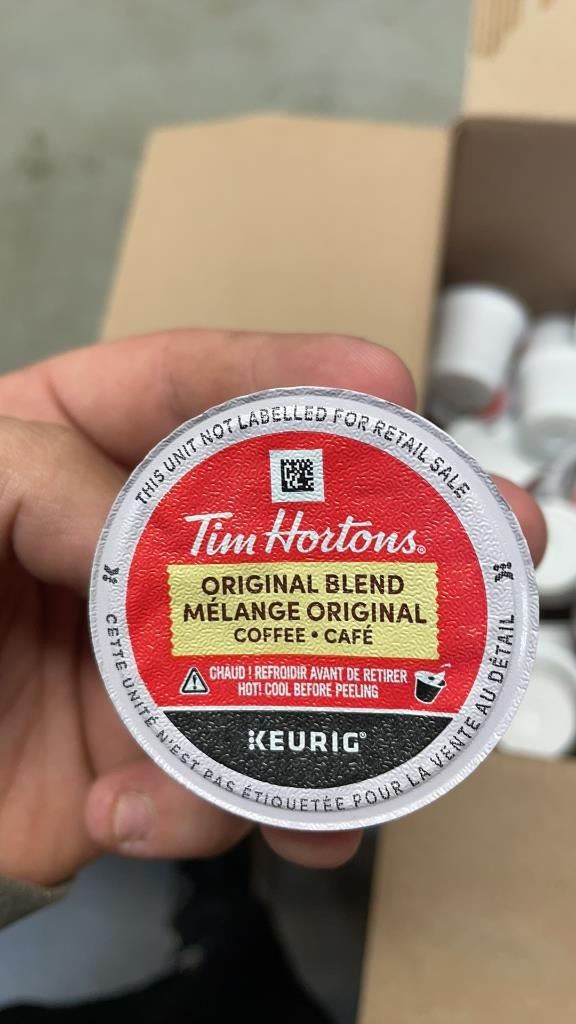 THIS UNIT NOT LABELLED FOR RETAIL SALE
Tim Hortons®
ORIGINAL BLEND
MÉLANGE ORIGINAL
COFFEE • CAFÉ
CHAUD ! REFROIDIR AVANT DE RETIRER
HOT! COOL BEFORE PEELING
KEURIG®
CETTE UNITÉ N'EST PAS ÉTIQUETÉE POUR LA VENTE AU DÉTAIL